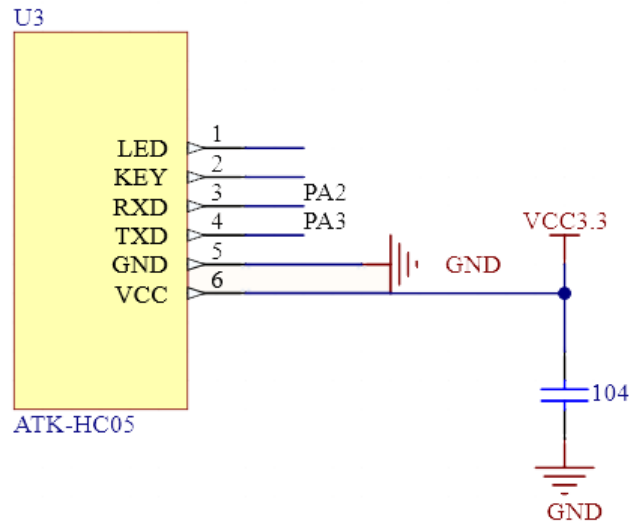 U3
LED 1
KEY 2
RXD 3 PA2
TXD 4 PA3
GND 5 GND
VCC 6
VCC3.3
104
ATK-HC05
GND